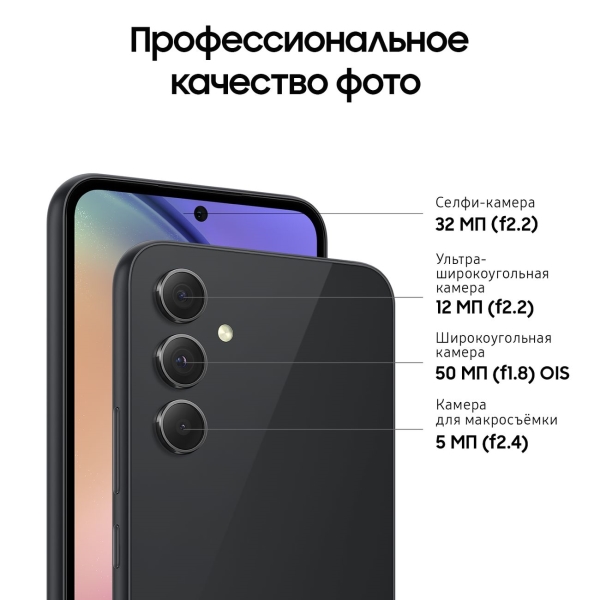 Профессиональное
качество фото
Селфи-камера
32 МП (f2.2)
Ультра-
широкоугольная
камера
12 МП (f2.2)
Широкоугольная
камера
50 МП (f1.8) OIS
Камера
для макросъёмки
5 МП (f2.4)